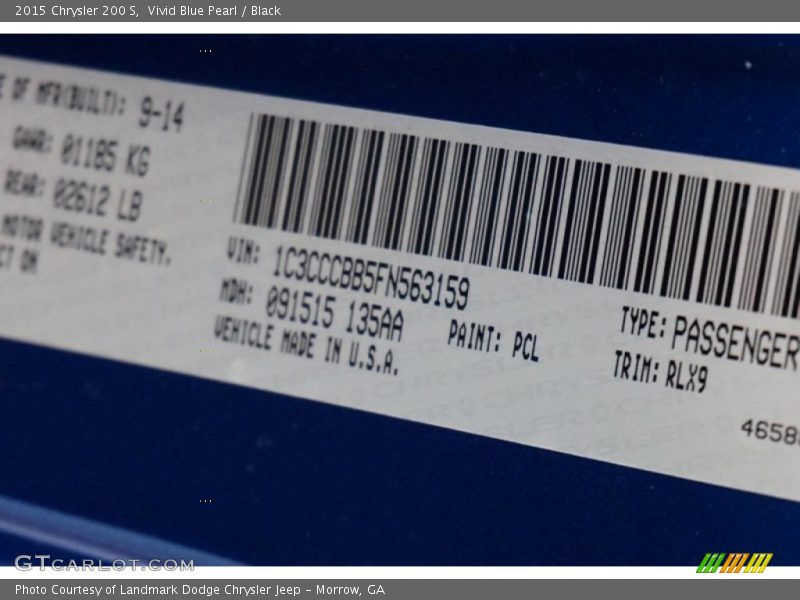 2015 Chrysler 200 S, Vivid Blue Pearl / Black
E OF MFR(BUILT): 9-14
GAWR: 01185 KG
REAR: 02612 LB
MOTOR VEHICLE SAFETY.
CT ON
VIN: 1C3CCCBB5FN563159
MDH: 091515 135AA
VEHICLE MADE IN U.S.A.
PAINT: PCL
TYPE: PASSENGER
TRIM: RLX9
4658
GTCARLOT.COM
Photo Courtesy of Landmark Dodge Chrysler Jeep – Morrow, GA